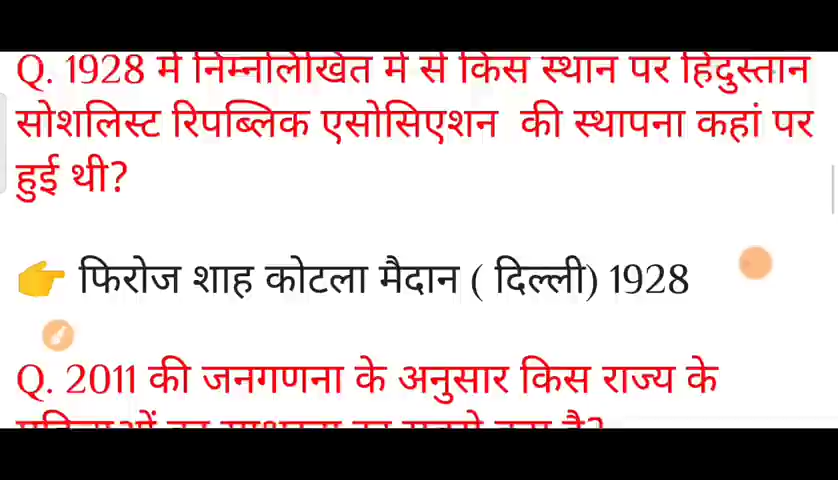 Q. 1928 में निम्नलिखित में से किस स्थान पर हिंदुस्तान
सोशलिस्ट रिपब्लिक एसोसिएशन की स्थापना कहां पर
हुई थी?
👉 फिरोज शाह कोटला मैदान ( दिल्ली) 1928
Q. 2011 की जनगणना के अनुसार किस राज्य के